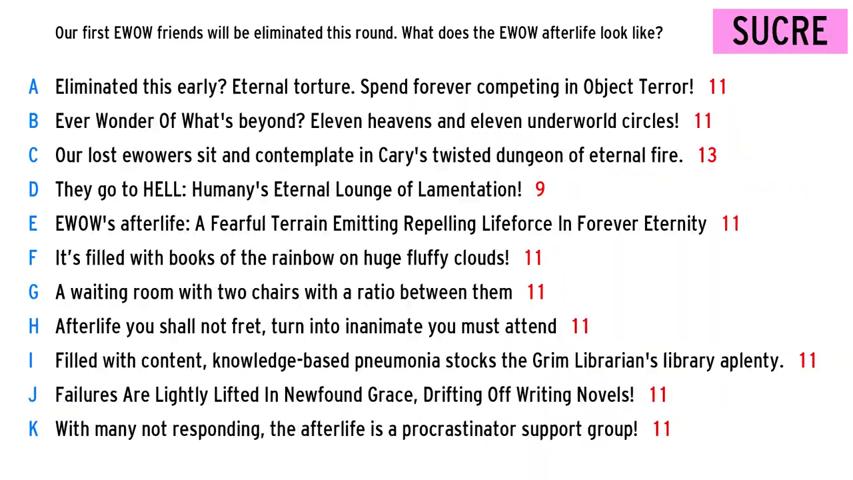 Our first EWOW friends will be eliminated this round. What does the EWOW afterlife look like?
SUCRE
A Eliminated this early? Eternal torture. Spend forever competing in Object Terror! 11
B Ever Wonder Of What's beyond? Eleven heavens and eleven underworld circles! 11
C Our lost ewowers sit and contemplate in Cary's twisted dungeon of eternal fire. 13
D They go to HELL: Humany's Eternal Lounge of Lamentation! 9
E EWOW's afterlife: A Fearful Terrain Emitting Repelling Lifeforce In Forever Eternity 11
F It’s filled with books of the rainbow on huge fluffy clouds! 11
G A waiting room with two chairs with a ratio between them 11
H Afterlife you shall not fret, turn into inanimate you must attend 11
I Filled with content, knowledge-based pneumonia stocks the Grim Librarian's library aplenty. 11
J Failures Are Lightly Lifted In Newfound Grace, Drifting Off Writing Novels! 11
K With many not responding, the afterlife is a procrastinator support group! 11